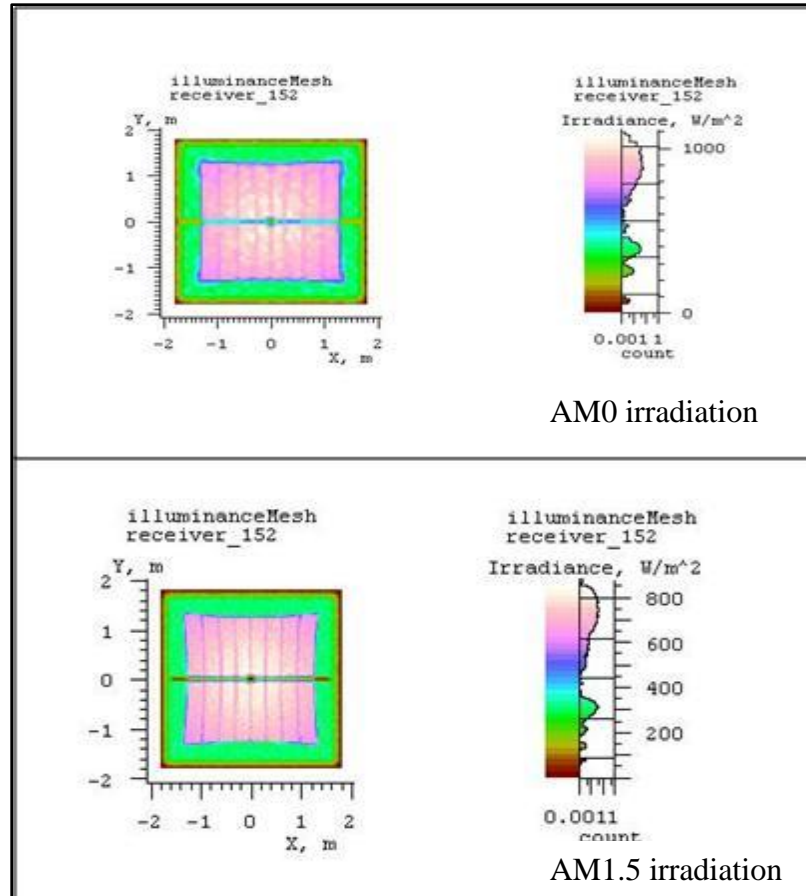 illuminanceMesh
receiver_152
Y, m
2
1
0
-1
-2
-2 -1 0 1 2
X, m
illuminanceMesh
receiver_152
Irradiance, W/m^2
1000
0
0.0011 1
count
AM0 irradiation
illuminanceMesh
receiver_152
Y, m
2
1
0
-1
-2
-2 -1 0 1 2
X, m
illuminanceMesh
receiver_152
Irradiance, W/m^2
800
600
400
200
0.0011
count
AM1.5 irradiation